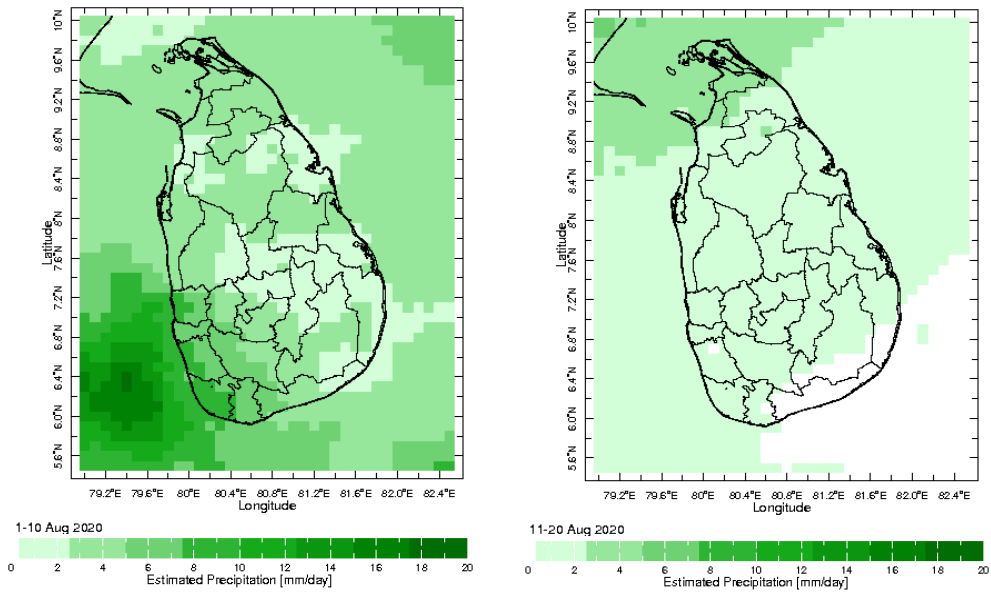 10°N
9.6°N
9.2°N
8.8°N
8.4°N
8°N
7.6°N
7.2°N
6.8°N
6.4°N
6.0°N
5.6°N
Latitude
79.2°E 79.6°E 80°E 80.4°E 80.8°E 81.2°E 81.6°E 82.0°E 82.4°E
Longitude
1-10 Aug 2020
0 2 4 6 8 10 12 14 16 18 20
Estimated Precipitation [mm/day]
10°N
9.6°N
9.2°N
8.8°N
8.4°N
8°N
7.6°N
7.2°N
6.8°N
6.4°N
6.0°N
5.6°N
Latitude
79.2°E 79.6°E 80°E 80.4°E 80.8°E 81.2°E 81.6°E 82.0°E 82.4°E
Longitude
11-20 Aug 2020
0 2 4 6 8 10 12 14 16 18 20
Estimated Precipitation [mm/day]